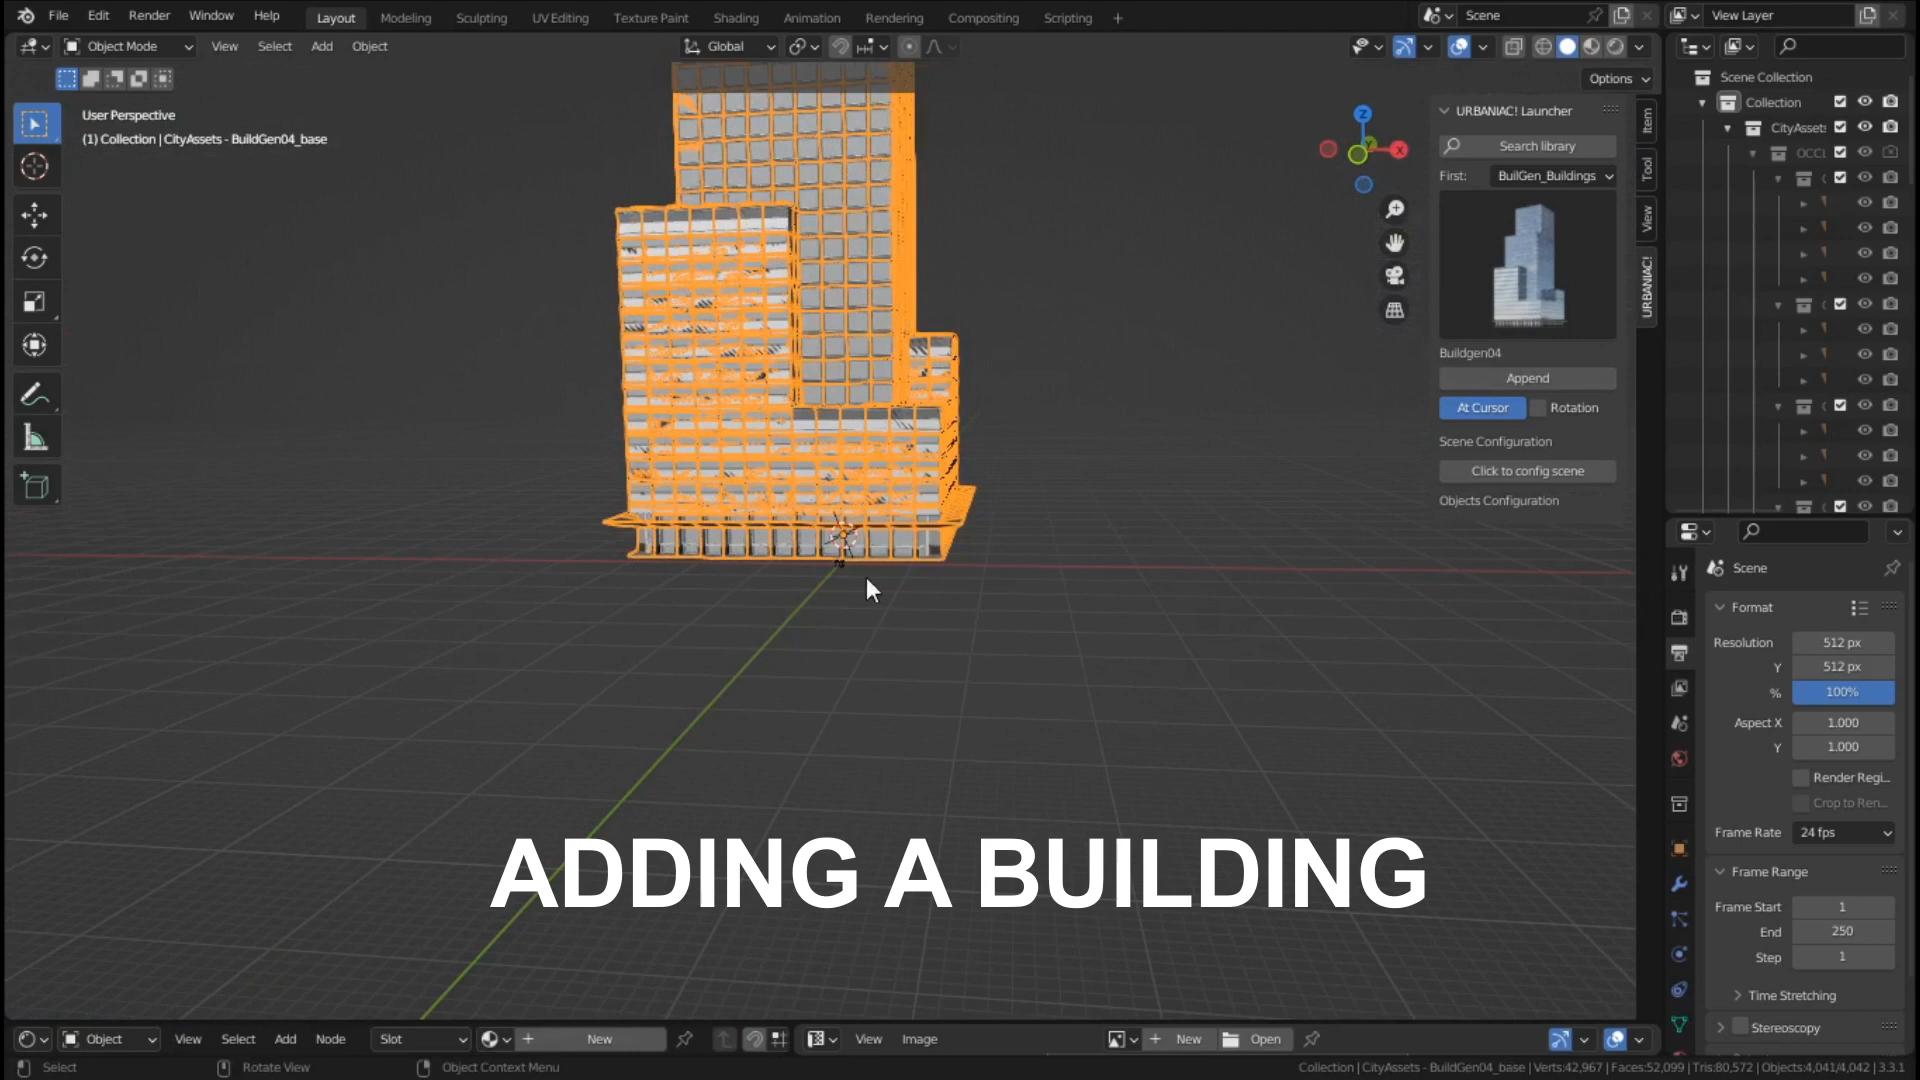 File Edit Render Window Help Layout Modeling Sculpting UV Editing Texture Paint Shading Animation Rendering Compositing Scripting + Scene View Layer
Object Mode View Select Add Object Global
Options
User Perspective
(1) Collection | CityAssets - BuildGen04_base
Z
X
URBANIAC! Launcher
Search library
First: BuilGen_Buildings
Buildgen04
Append
At Cursor Rotation
Scene Configuration
Click to config scene
Objects Configuration
Item
Tool
View
URBANIAC!
Scene Collection
Collection
CityAssets
OCCL
Scene
Format
Resolution 512 px
Y 512 px
% 100%
Aspect X 1.000
Y 1.000
Render Regi...
Crop to Ren...
Frame Rate 24 fps
Frame Range
Frame Start 1
End 250
Step 1
Time Stretching
Stereoscopy
ADDING A BUILDING
Object View Select Add Node Slot + New View Image + New Open
Select Rotate View Object Context Menu Collection | CityAssets - BuildGen04_base | Verts:42,967 | Faces:52,099 | Tris:80,572 | Objects:4,041/4,042 | 3.3.1